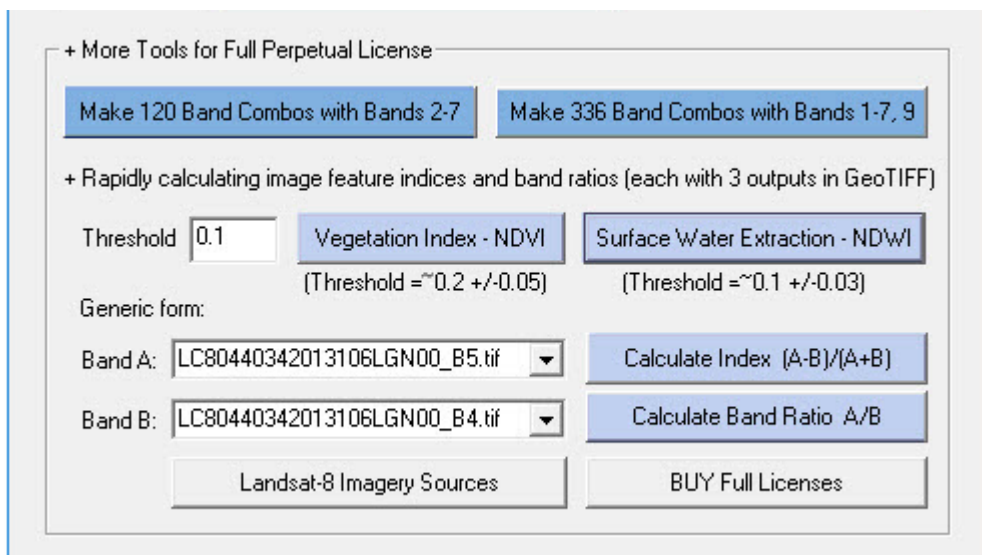 + More Tools for Full Perpetual License
Make 120 Band Combos with Bands 2-7
Make 336 Band Combos with Bands 1-7, 9
+ Rapidly calculating image feature indices and band ratios (each with 3 outputs in GeoTIFF)
Threshold 0.1
Vegetation Index - NDVI
Surface Water Extraction - NDWI
(Threshold =~0.2 +/-0.05)
(Threshold =~0.1 +/-0.03)
Generic form:
Band A: LC80440342013106LGN00_B5.tif
Calculate Index (A-B)/(A+B)
Band B: LC80440342013106LGN00_B4.tif
Calculate Band Ratio A/B
Landsat-8 Imagery Sources
BUY Full Licenses